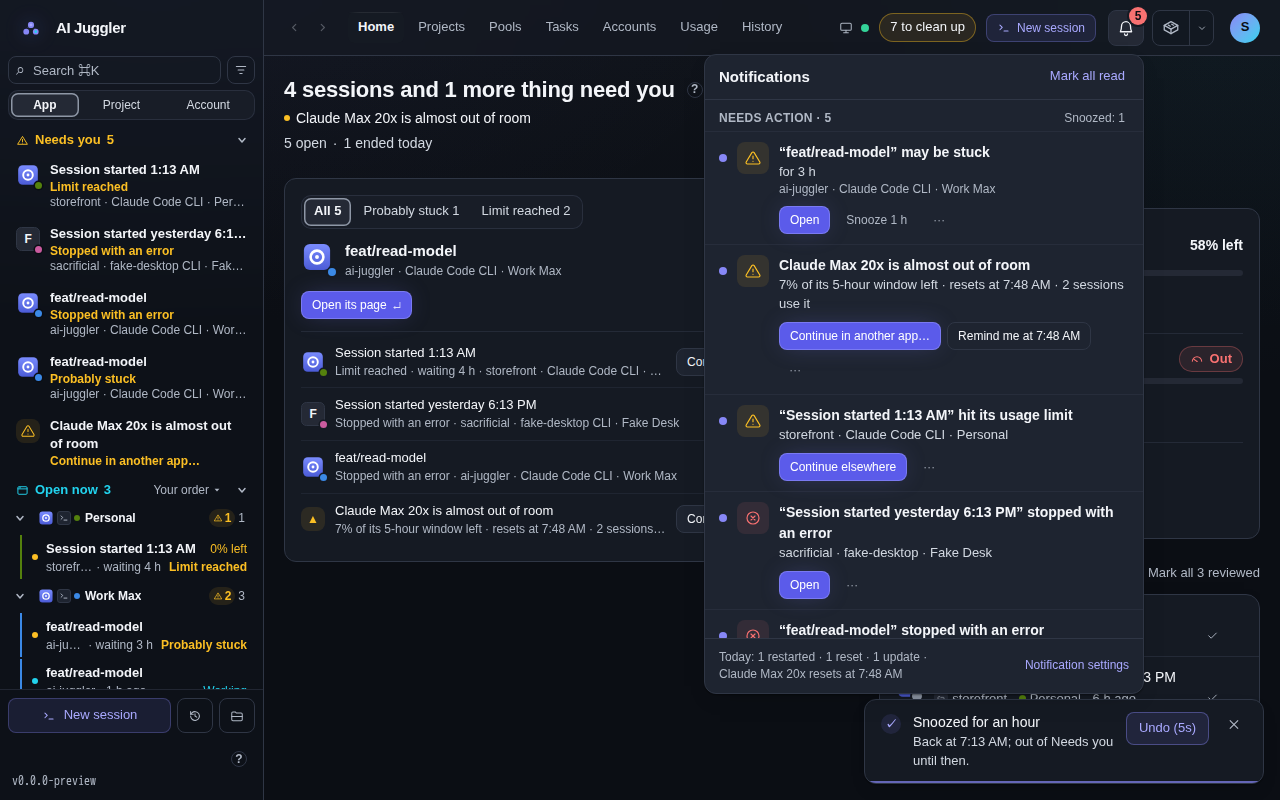 AI Juggler
Search ⌘K
App
Project
Account
Needs you 5
Session started 1:13 AM
Limit reached
storefront · Claude Code CLI · Per…
F
Session started yesterday 6:1…
Stopped with an error
sacrificial · fake-desktop CLI · Fak…
feat/read-model
Stopped with an error
ai-juggler · Claude Code CLI · Wor…
feat/read-model
Probably stuck
ai-juggler · Claude Code CLI · Wor…
Claude Max 20x is almost out
of room
Continue in another app…
Open now 3
Your order
Personal
1 1
Session started 1:13 AM 0% left
storefr… · waiting 4 h Limit reached
Work Max
2 3
feat/read-model
ai-ju… · waiting 3 h Probably stuck
feat/read-model
New session
?
v0.0.0-preview
Home
Projects
Pools
Tasks
Accounts
Usage
History
7 to clean up
New session
5
S
4 sessions and 1 more thing need you ?
Claude Max 20x is almost out of room
5 open · 1 ended today
All 5
Probably stuck 1
Limit reached 2
feat/read-model
ai-juggler · Claude Code CLI · Work Max
Open its page
Session started 1:13 AM
Limit reached · waiting 4 h · storefront · Claude Code CLI · …
F
Session started yesterday 6:13 PM
Stopped with an error · sacrificial · fake-desktop CLI · Fake Desk
feat/read-model
Stopped with an error · ai-juggler · Claude Code CLI · Work Max
Claude Max 20x is almost out of room
7% of its 5-hour window left · resets at 7:48 AM · 2 sessions…
Notifications
Mark all read
NEEDS ACTION · 5
Snoozed: 1
“feat/read-model” may be stuck
for 3 h
ai-juggler · Claude Code CLI · Work Max
Open
Snooze 1 h
…
Claude Max 20x is almost out of room
7% of its 5-hour window left · resets at 7:48 AM · 2 sessions
use it
Continue in another app…
Remind me at 7:48 AM
…
“Session started 1:13 AM” hit its usage limit
storefront · Claude Code CLI · Personal
Continue elsewhere
…
“Session started yesterday 6:13 PM” stopped with
an error
sacrificial · fake-desktop · Fake Desk
Open
…
“feat/read-model” stopped with an error
Today: 1 restarted · 1 reset · 1 update ·
Claude Max 20x resets at 7:48 AM
Notification settings
58% left
Out
Mark all 3 reviewed
3 PM
storefront · Personal · 6 h ago
Snoozed for an hour
Back at 7:13 AM; out of Needs you
until then.
Undo (5s)